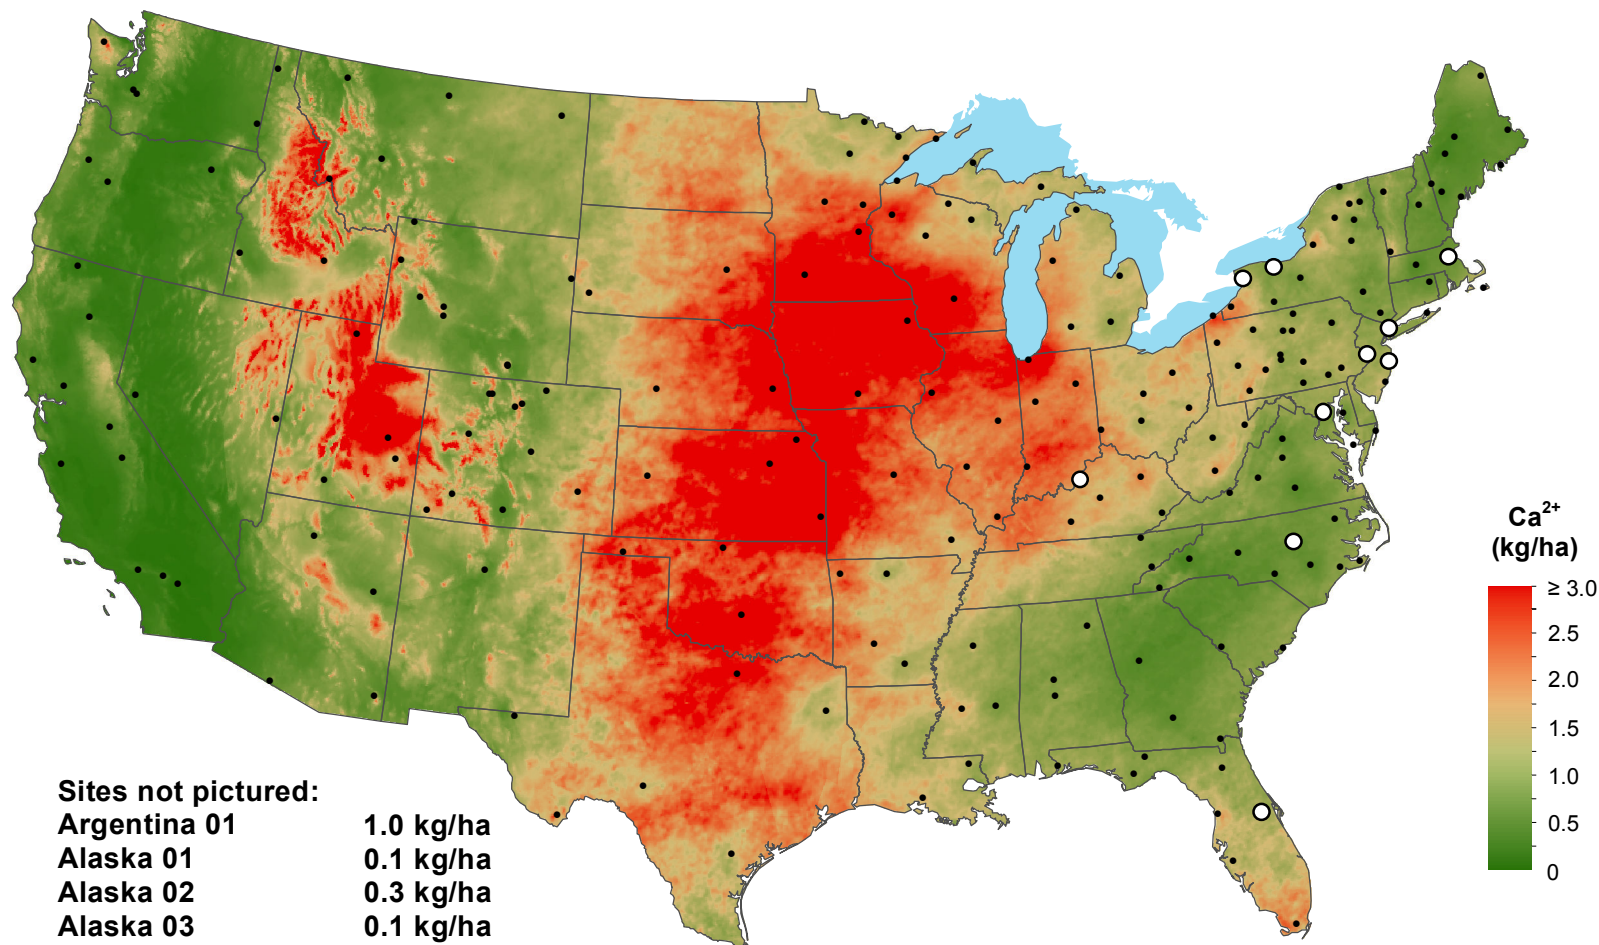 Ca²⁺
(kg/ha)
≥ 3.0
2.5
2.0
1.5
1.0
0.5
0
Sites not pictured:
Argentina 01 1.0 kg/ha
Alaska 01 0.1 kg/ha
Alaska 02 0.3 kg/ha
Alaska 03 0.1 kg/ha